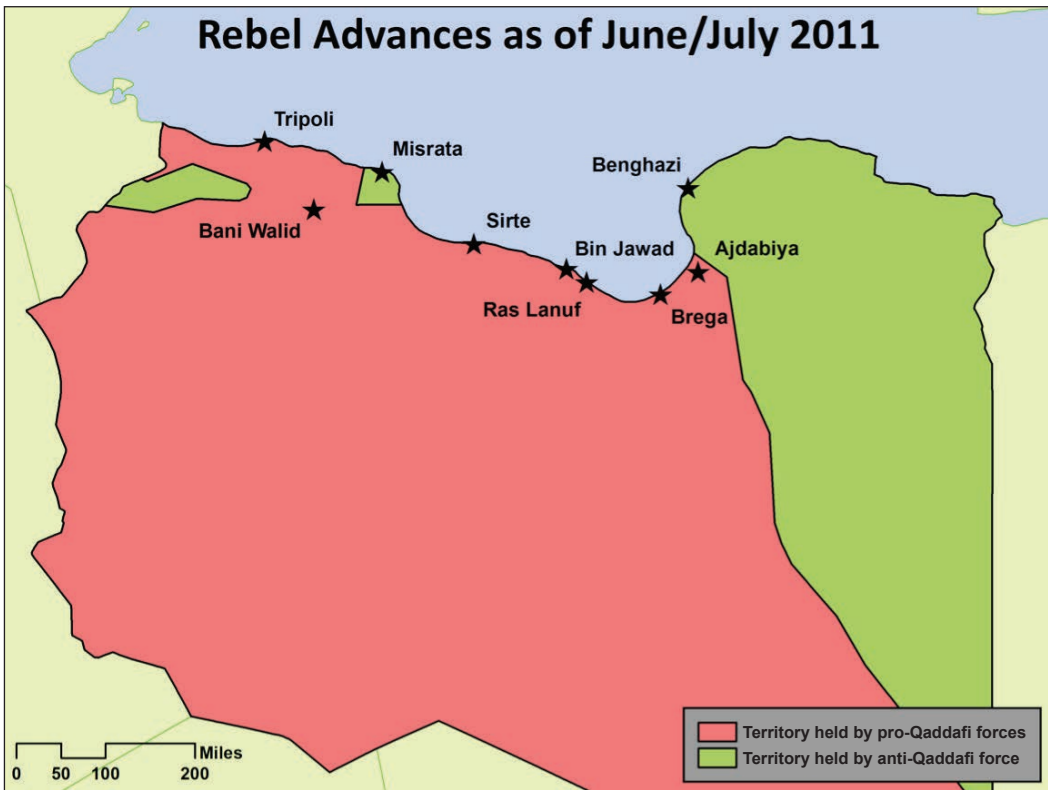 Rebel Advances as of June/July 2011
Tripoli
Misrata
Benghazi
Bani Walid
Sirte
Bin Jawad
Ajdabiya
Ras Lanuf
Brega
Miles
0 50 100 200
Territory held by pro-Qaddafi forces
Territory held by anti-Qaddafi force